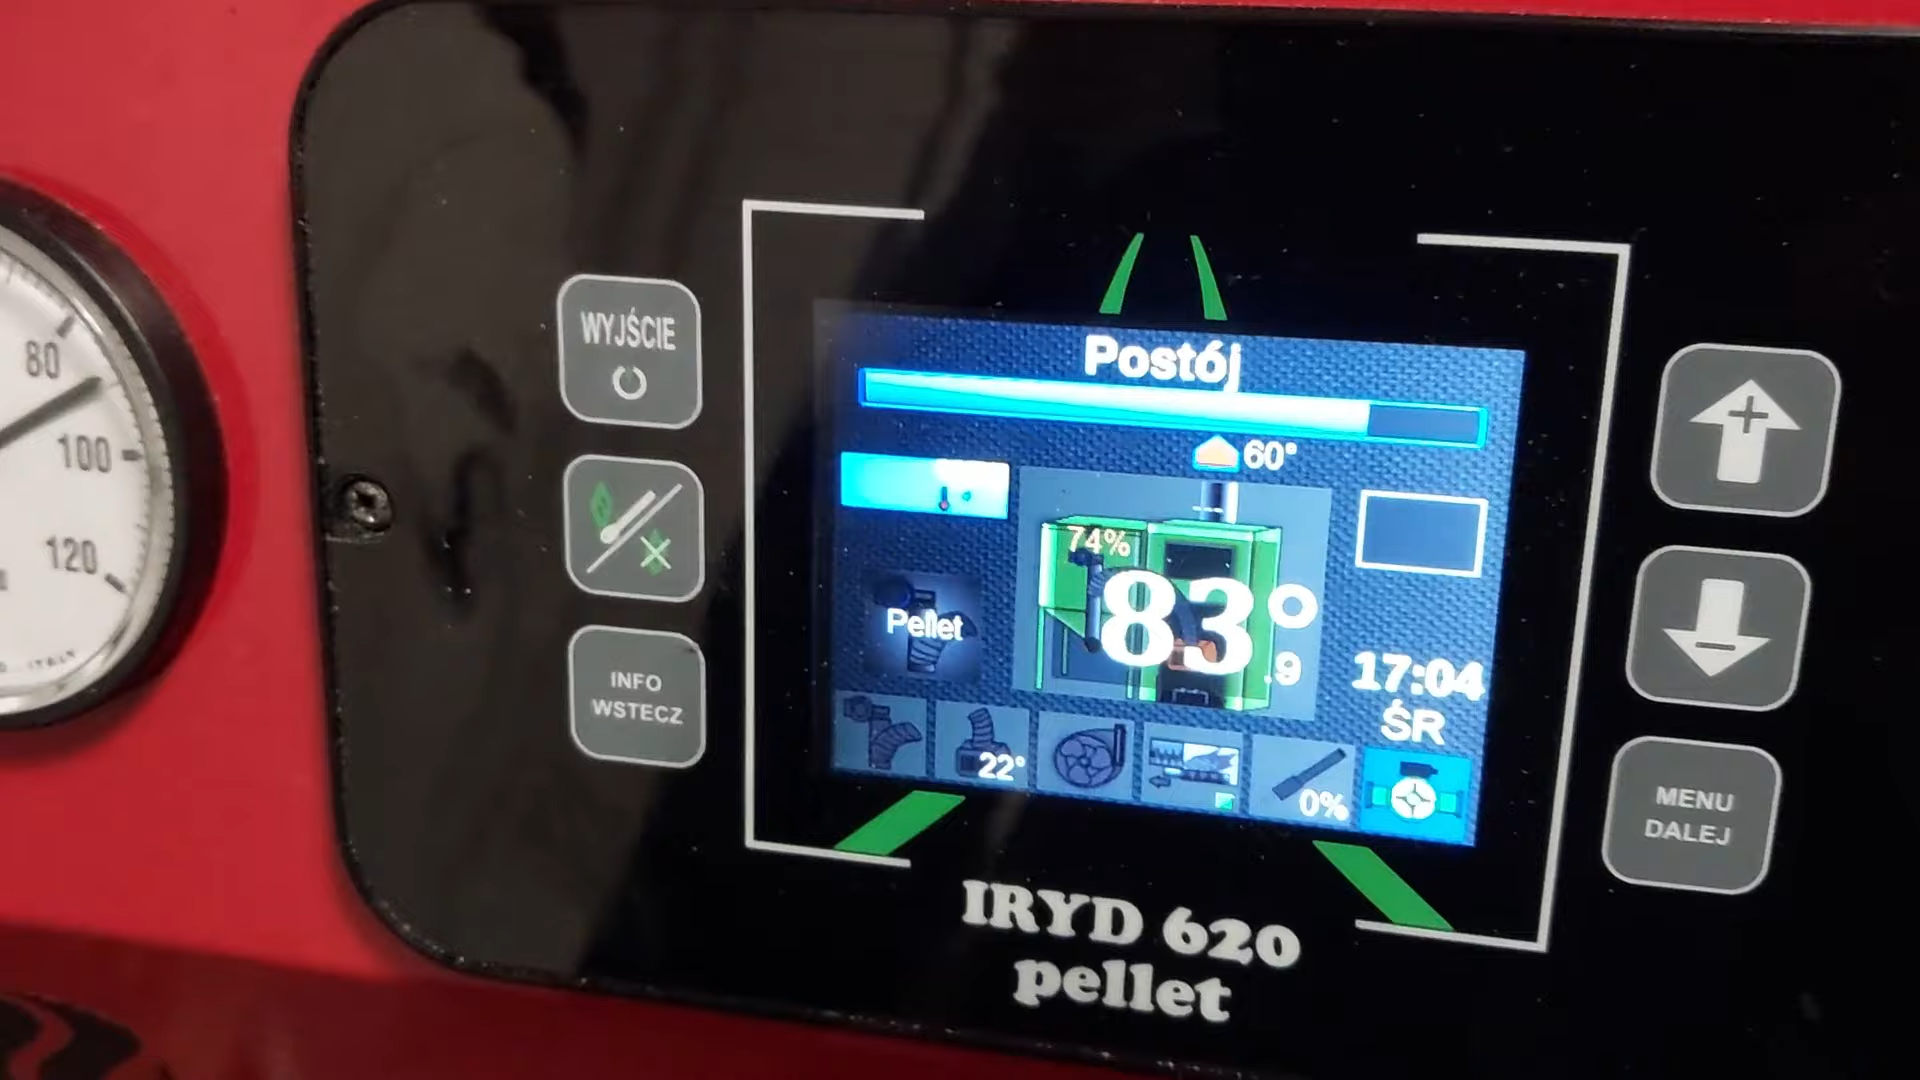 80
100
120
ITALY
WYJŚCIE
INFO
WSTECZ
Postój
60°
74%
83°
.9
Pellet
17:04
ŚR
22°
0%
MENU
DALEJ
IRYD 620
pellet